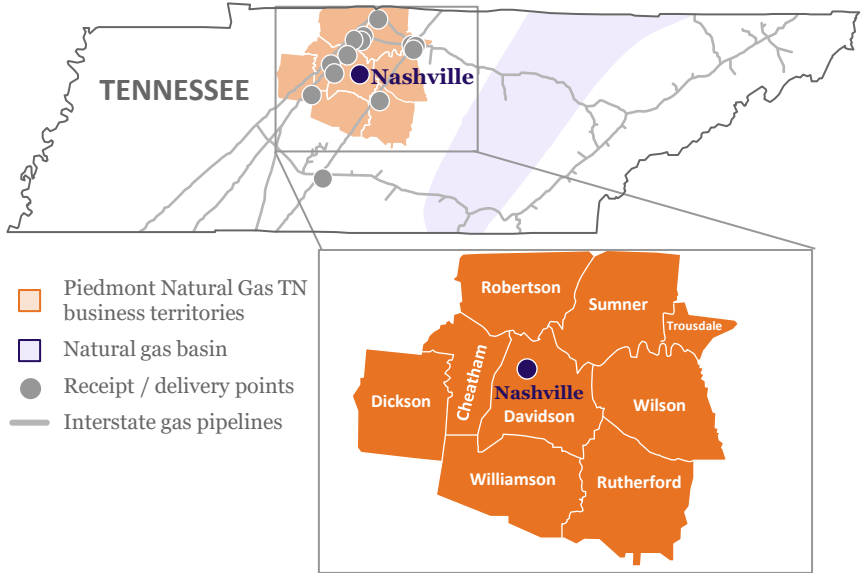 TENNESSEE
Nashville
Piedmont Natural Gas TN
business territories
Natural gas basin
Receipt / delivery points
Interstate gas pipelines
Robertson
Sumner
Trousdale
Cheatham
Nashville
Dickson
Davidson
Wilson
Williamson
Rutherford